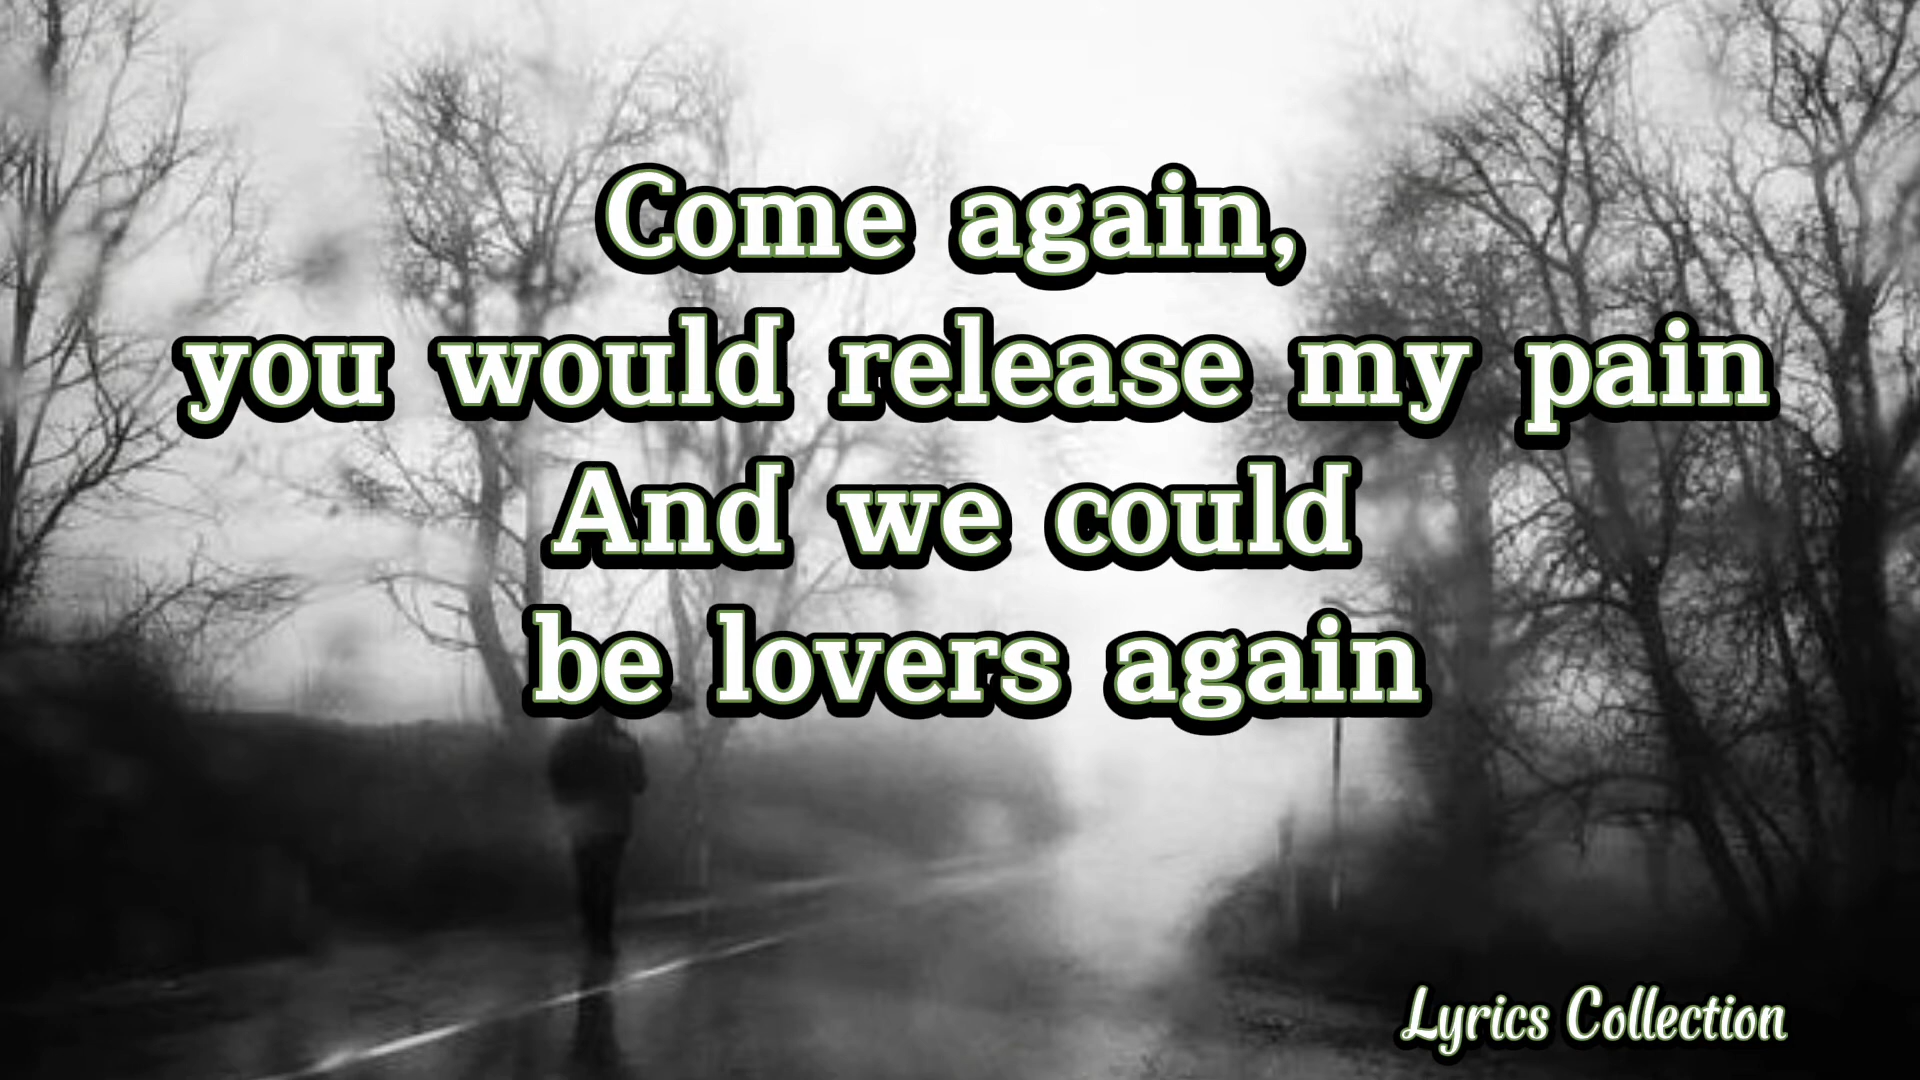 Come again,
you would release my pain
And we could
be lovers again
Lyrics Collection